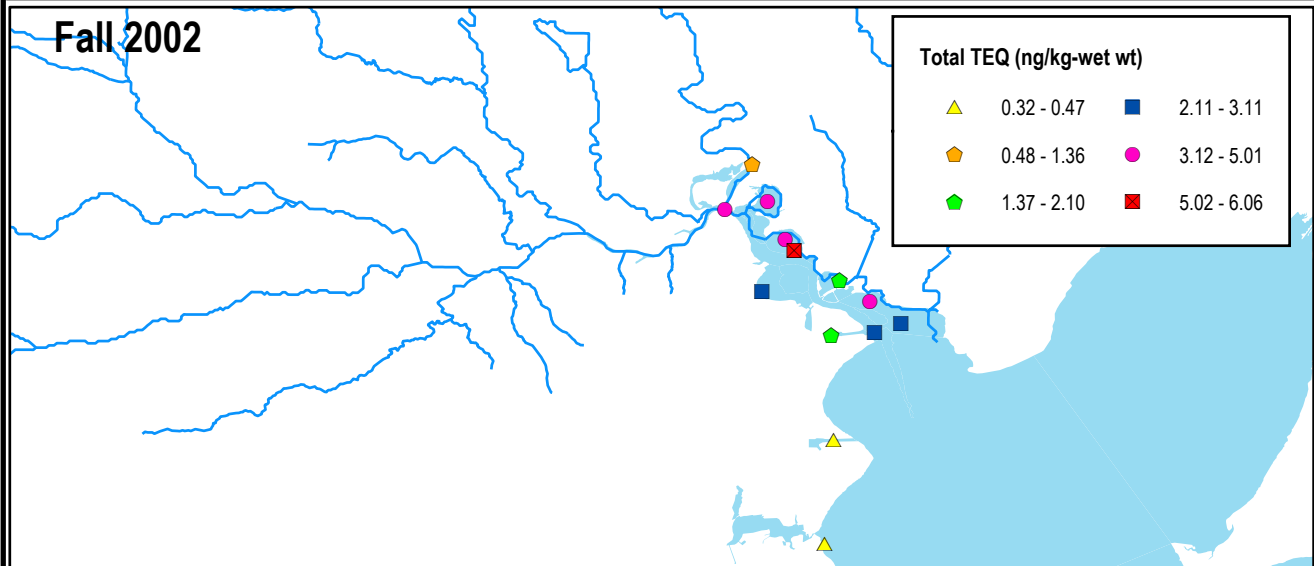 Fall 2002
Total TEQ (ng/kg-wet wt)
0.32 - 0.47
2.11 - 3.11
0.48 - 1.36
3.12 - 5.01
1.37 - 2.10
5.02 - 6.06